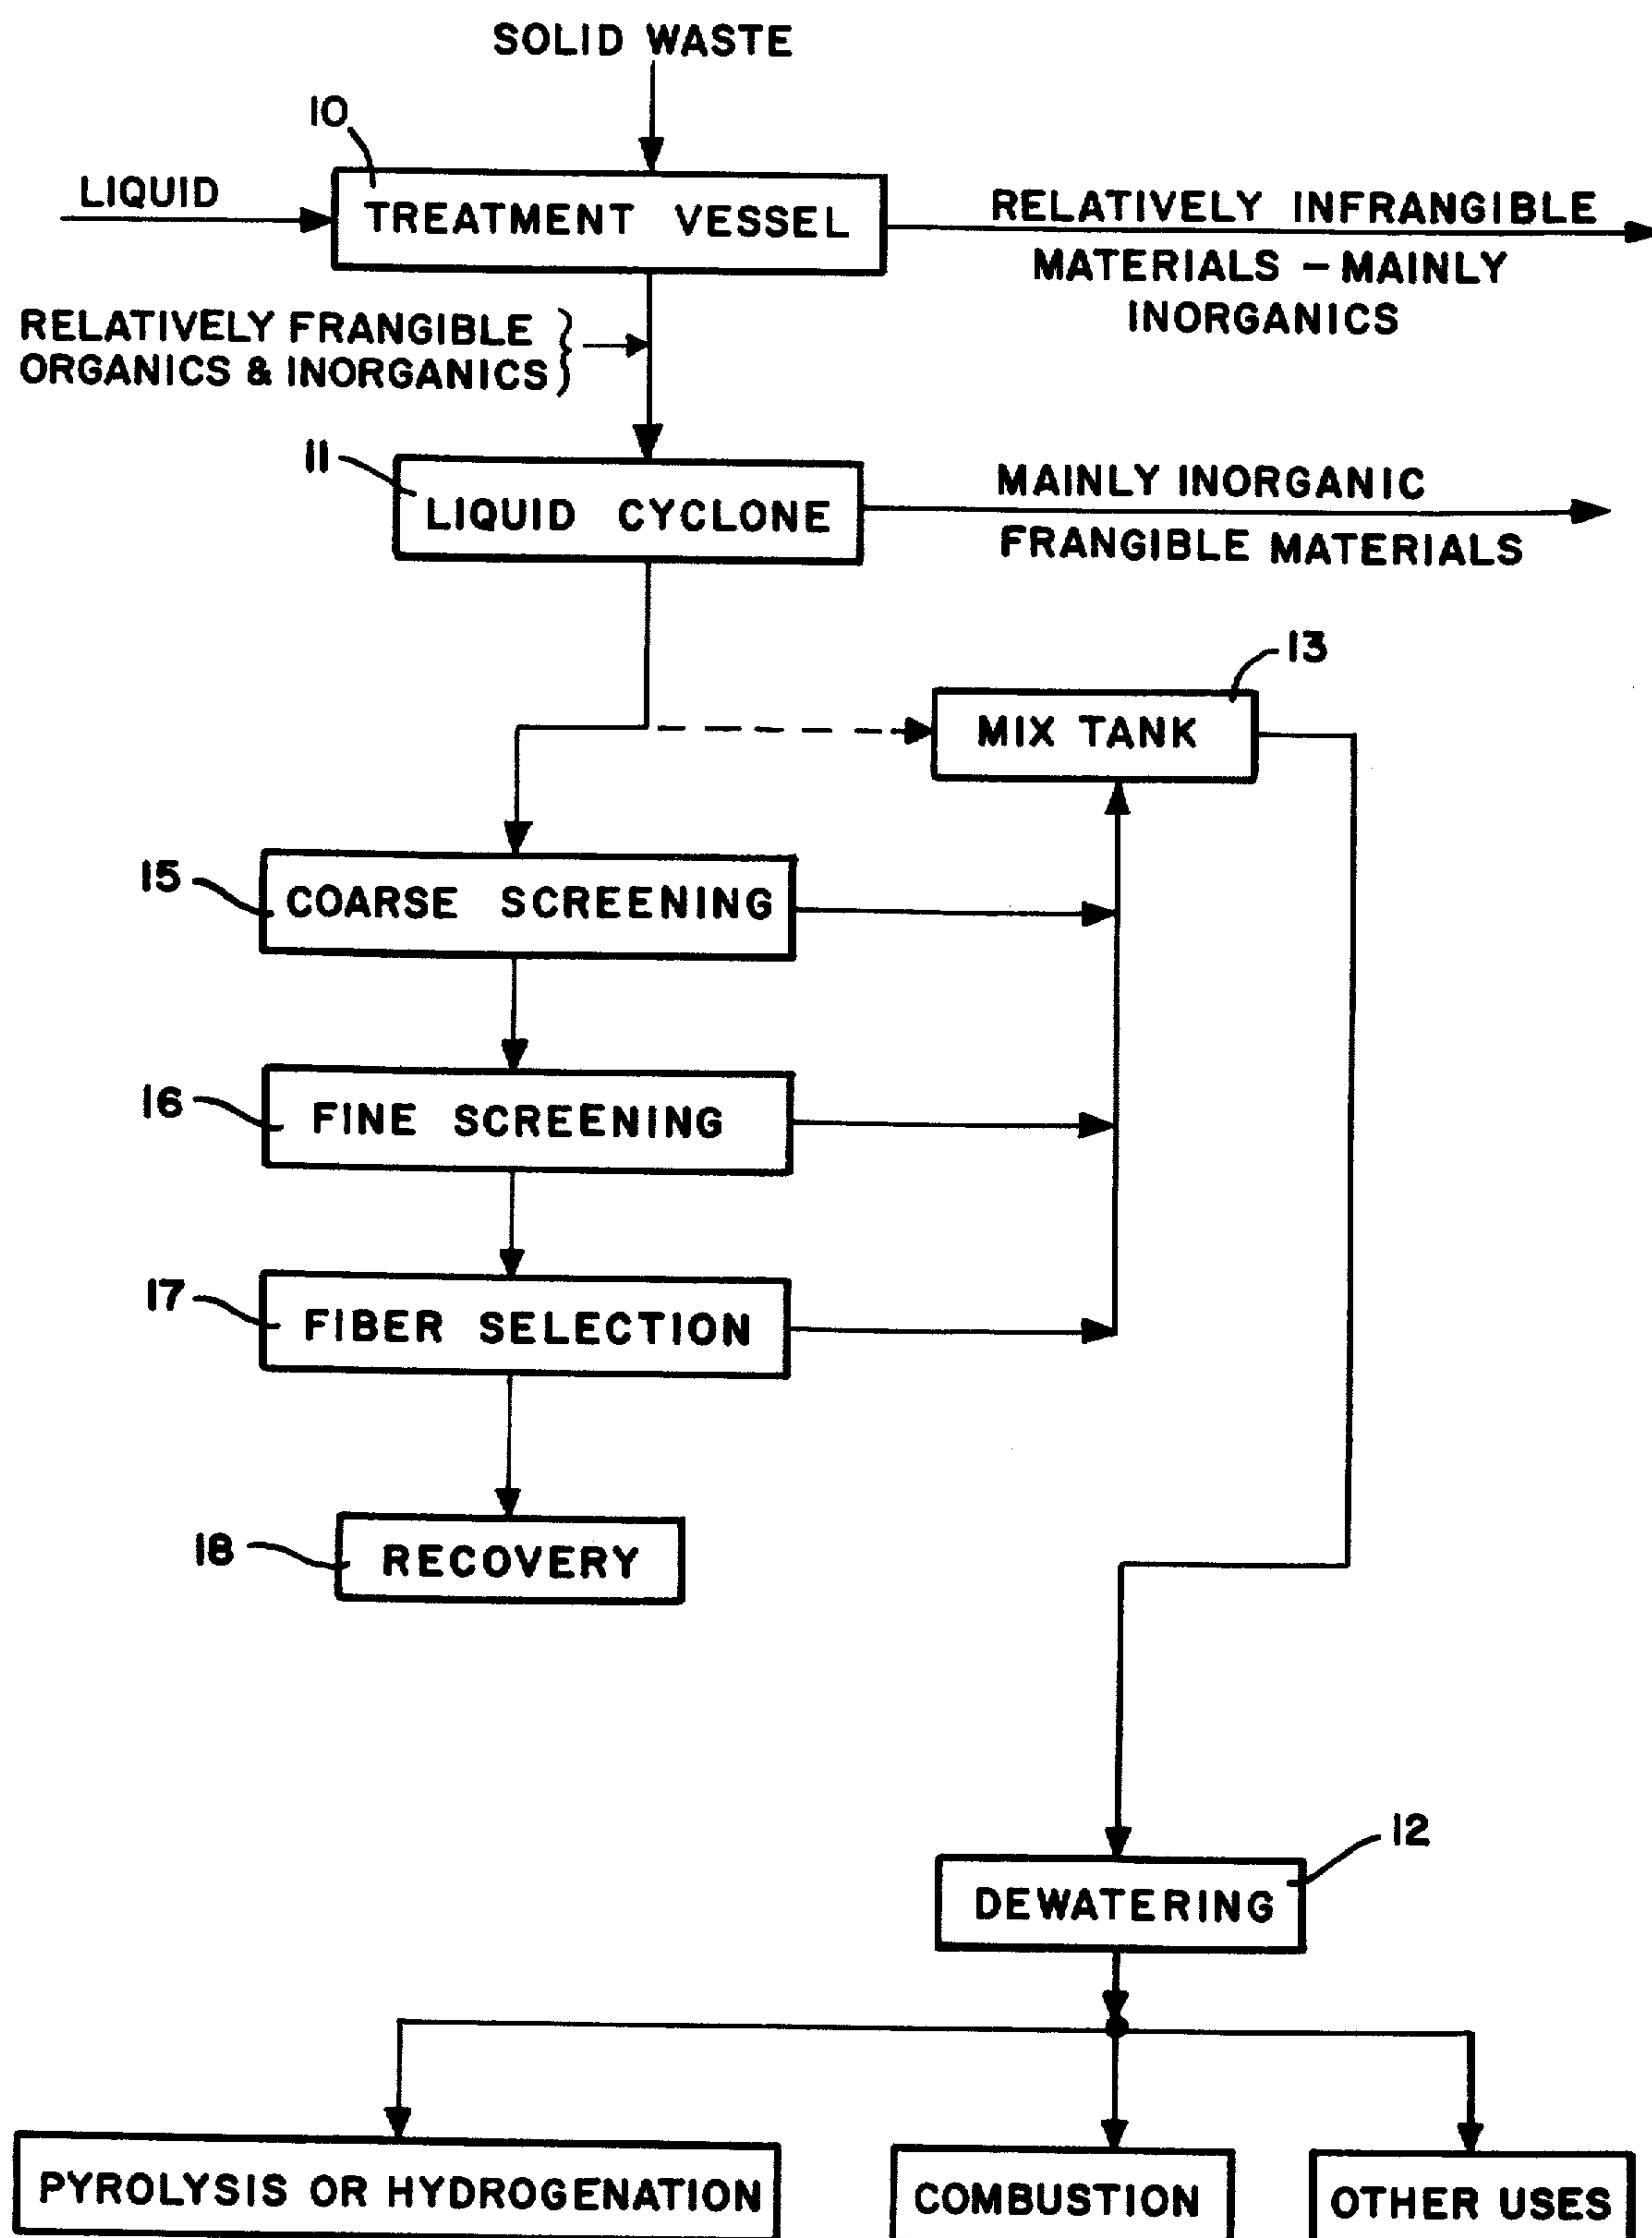 SOLID WASTE
10
LIQUID
TREATMENT VESSEL
RELATIVELY INFRANGIBLE
MATERIALS – MAINLY
INORGANICS
RELATIVELY FRANGIBLE
ORGANICS & INORGANICS
11
LIQUID CYCLONE
MAINLY INORGANIC
FRANGIBLE MATERIALS
13
MIX TANK
15
COARSE SCREENING
16
FINE SCREENING
17
FIBER SELECTION
18
RECOVERY
12
DEWATERING
PYROLYSIS OR HYDROGENATION
COMBUSTION
OTHER USES